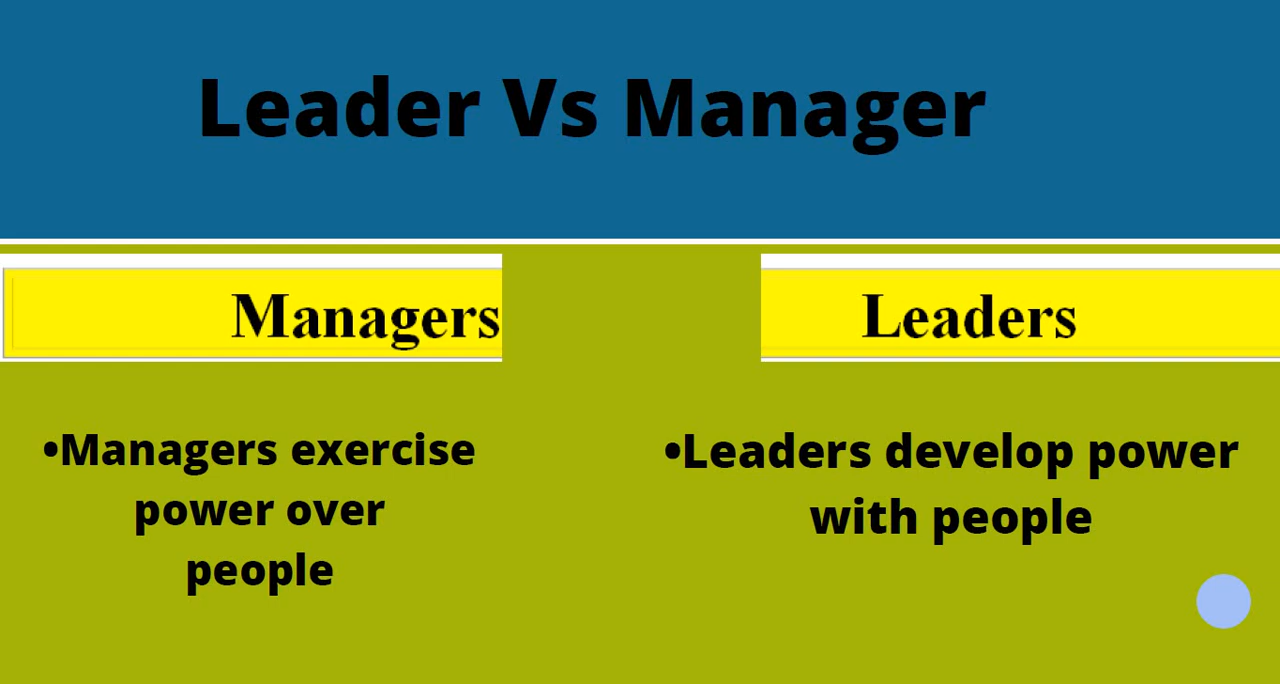 Leader Vs Manager
Managers
Leaders
•Managers exercise
power over
people
•Leaders develop power
with people